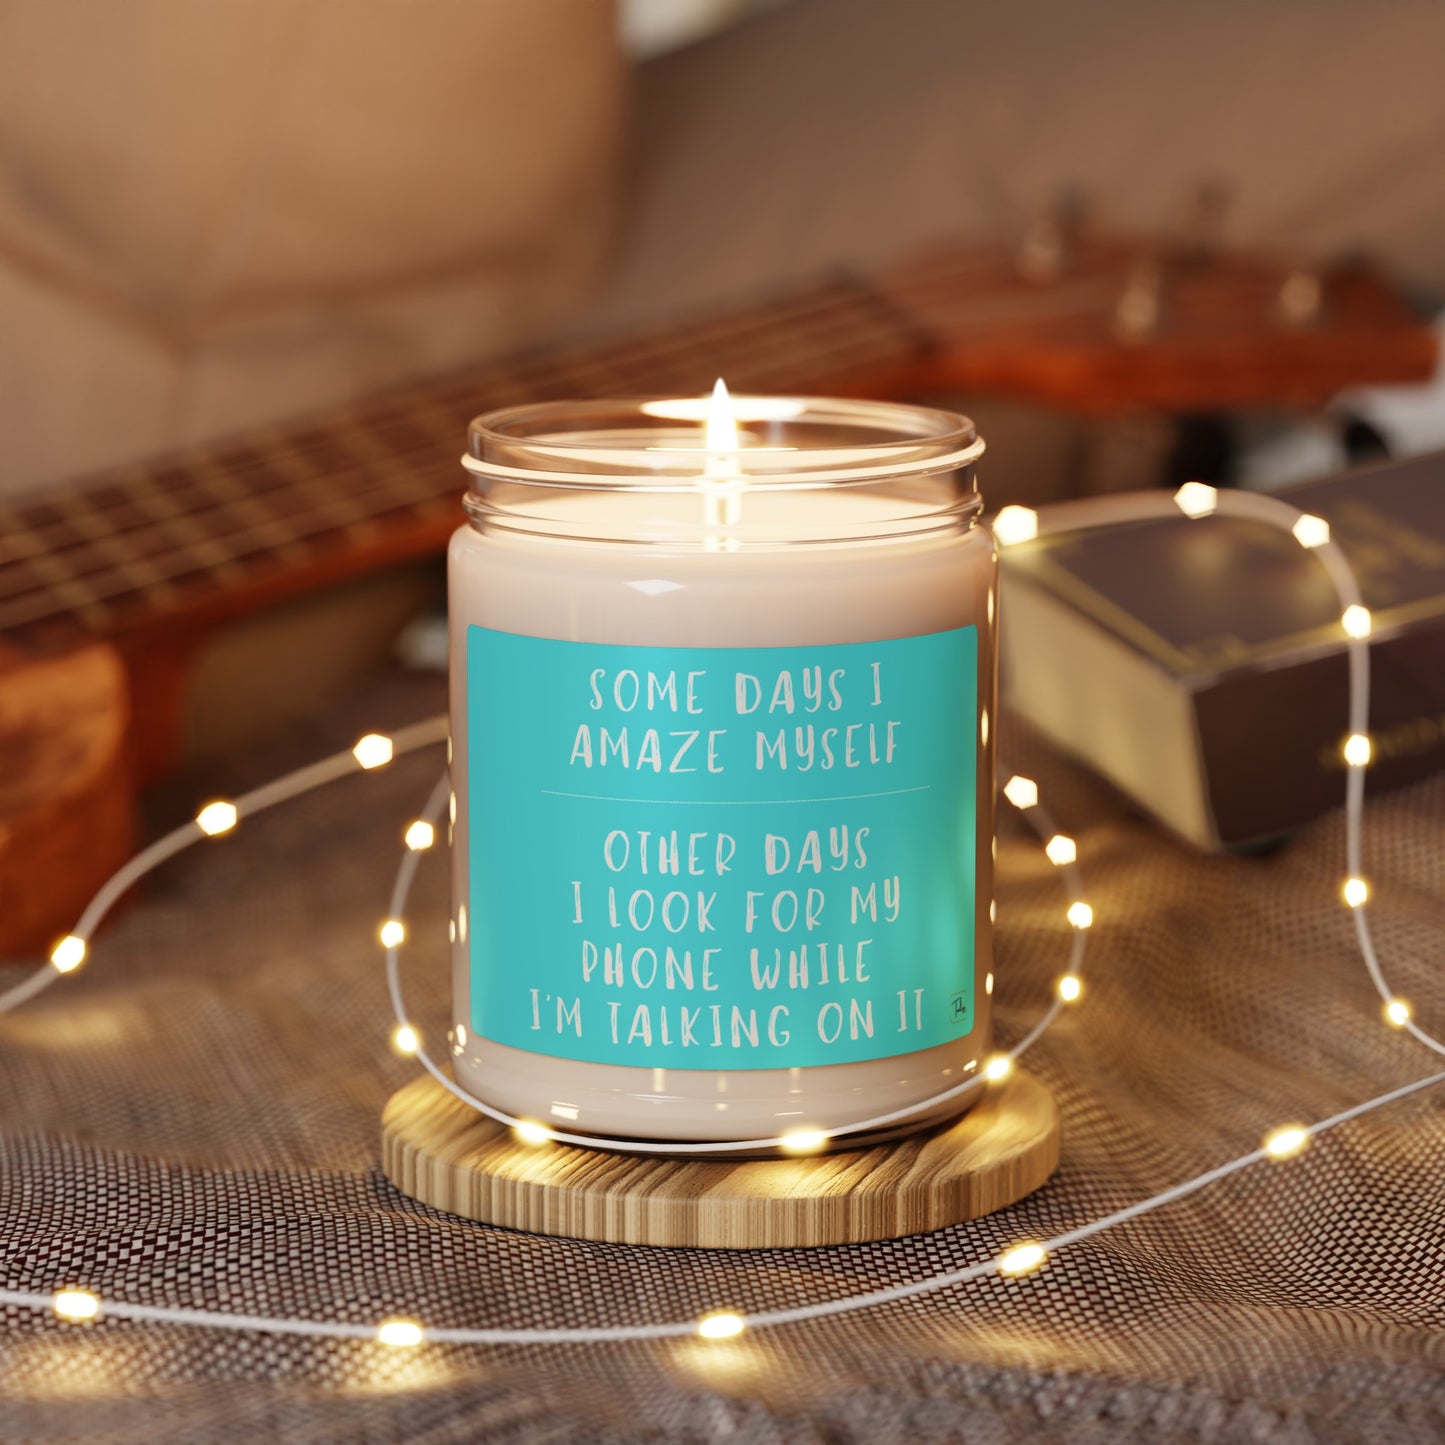 SOME DAYS I
AMAZE MYSELF
OTHER DAYS
I LOOK FOR MY
PHONE WHILE
I'M TALKING ON IT